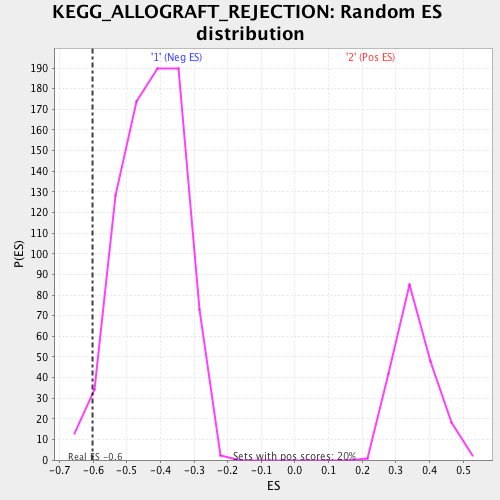 KEGG_ALLOGRAFT_REJECTION: Random ES
distribution
'1' (Neg ES)
'2' (Pos ES)
P(ES)
190
180
170
160
150
140
130
120
110
100
90
80
70
60
50
40
30
20
10
0
Real ES -0.6
Sets with pos scores: 20%
-0.7 -0.6 -0.5 -0.4 -0.3 -0.2 -0.1 0.0 0.1 0.2 0.3 0.4 0.5
ES